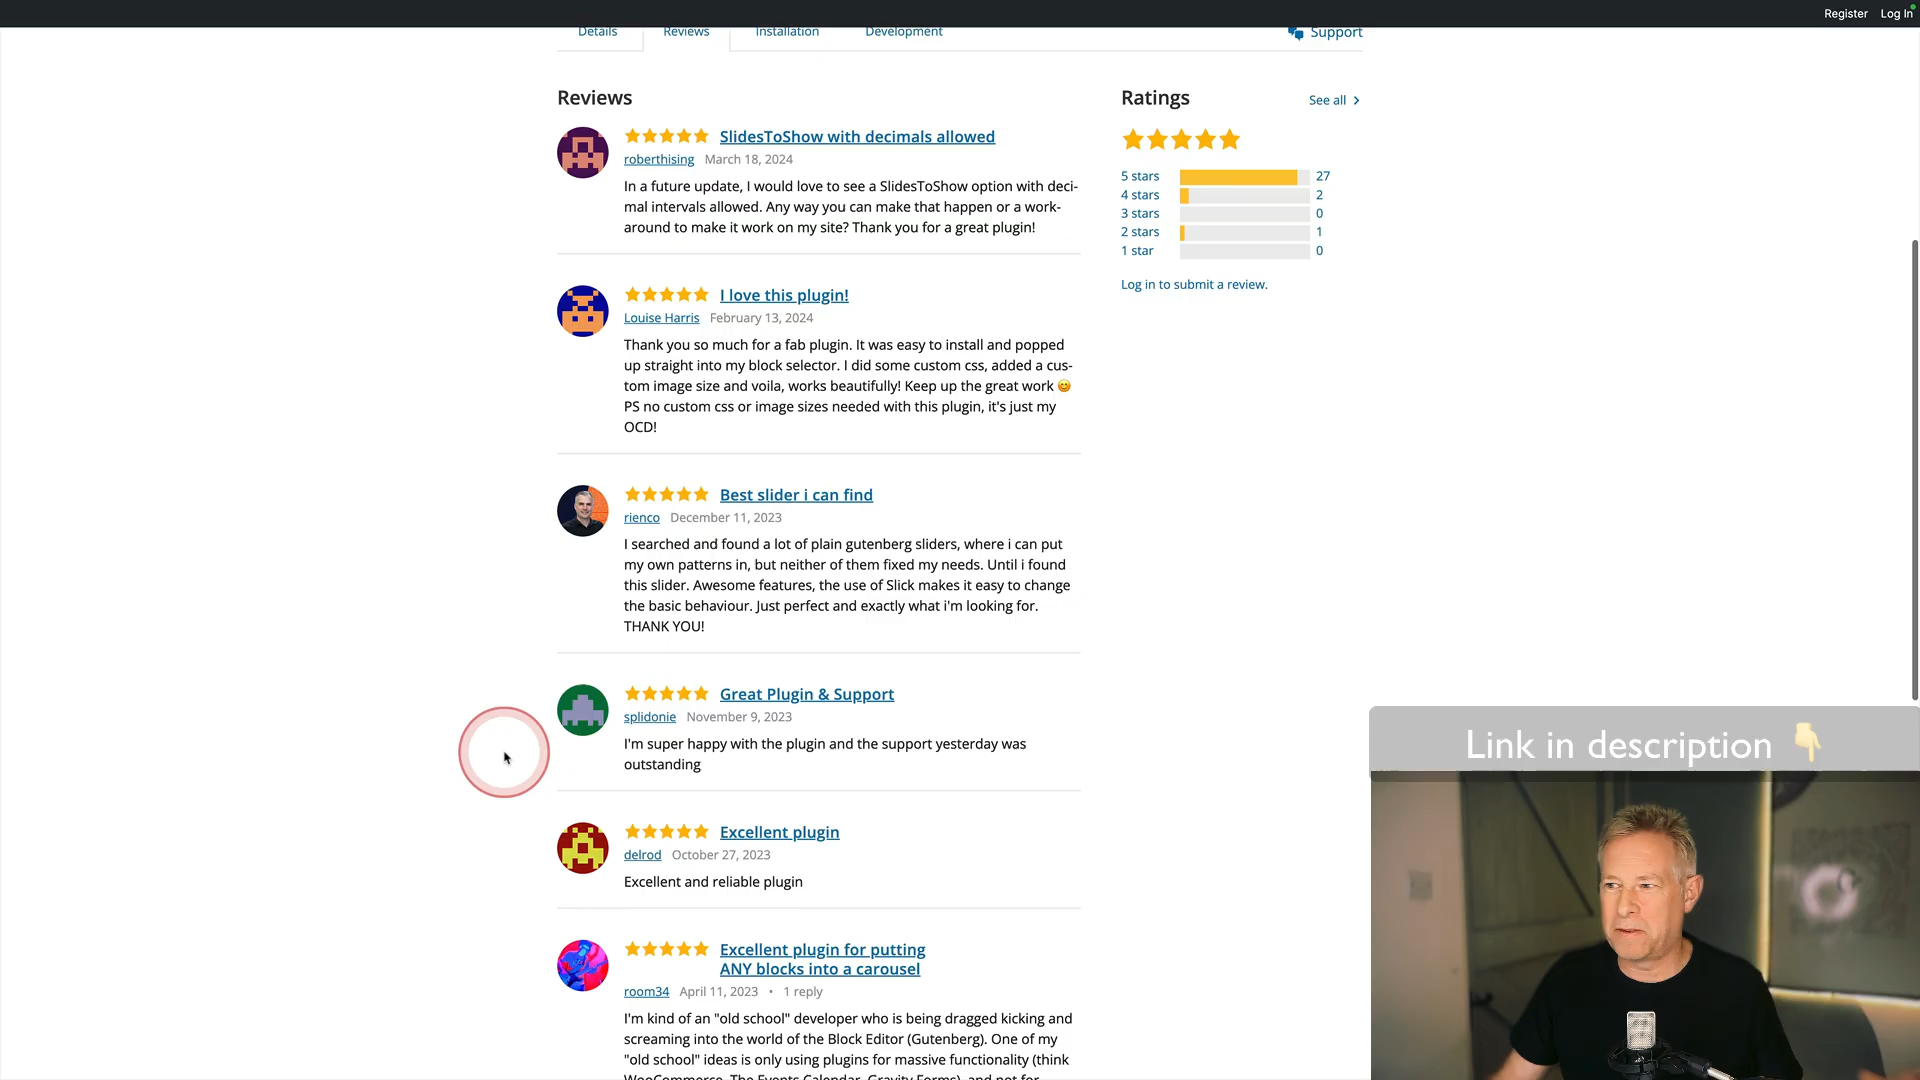 Register Log In
Details Reviews Installation Development Support
Reviews
SlidesToShow with decimals allowed
roberthising March 18, 2024
In a future update, I would love to see a SlidesToShow option with deci-
mal intervals allowed. Any way you can make that happen or a work-
around to make it work on my site? Thank you for a great plugin!
I love this plugin!
Louise Harris February 13, 2024
Thank you so much for a fab plugin. It was easy to install and popped
up straight into my block selector. I did some custom css, added a cus-
tom image size and voila, works beautifully! Keep up the great work 😊
PS no custom css or image sizes needed with this plugin, it's just my
OCD!
Best slider i can find
rienco December 11, 2023
I searched and found a lot of plain gutenberg sliders, where i can put
my own patterns in, but neither of them fixed my needs. Until i found
this slider. Awesome features, the use of Slick makes it easy to change
the basic behaviour. Just perfect and exactly what i'm looking for.
THANK YOU!
Great Plugin & Support
splidonie November 9, 2023
I'm super happy with the plugin and the support yesterday was
outstanding
Excellent plugin
delrod October 27, 2023
Excellent and reliable plugin
Excellent plugin for putting
ANY blocks into a carousel
room34 April 11, 2023 • 1 reply
I'm kind of an "old school" developer who is being dragged kicking and
screaming into the world of the Block Editor (Gutenberg). One of my
"old school" ideas is only using plugins for massive functionality (think
WooCommerce, The Events Calendar, Gravity Forms), and not for
Ratings See all
5 stars 27
4 stars 2
3 stars 0
2 stars 1
1 star 0
Log in to submit a review.
Link in description 👇